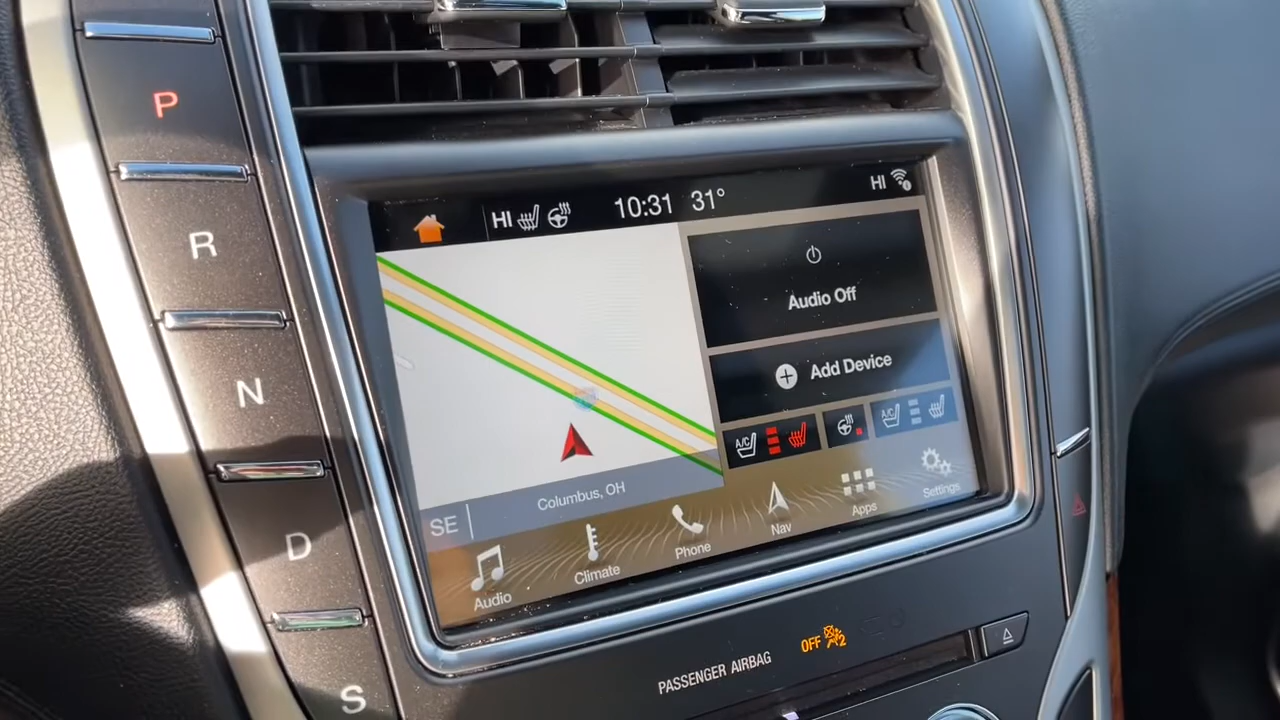 P
R
N
D
S
HI
10:31 31°
HI
Audio Off
Add Device
A/C
A/C
Columbus, OH
SE
Audio
Climate
Phone
Nav
Apps
Settings
PASSENGER AIRBAG
OFF
2